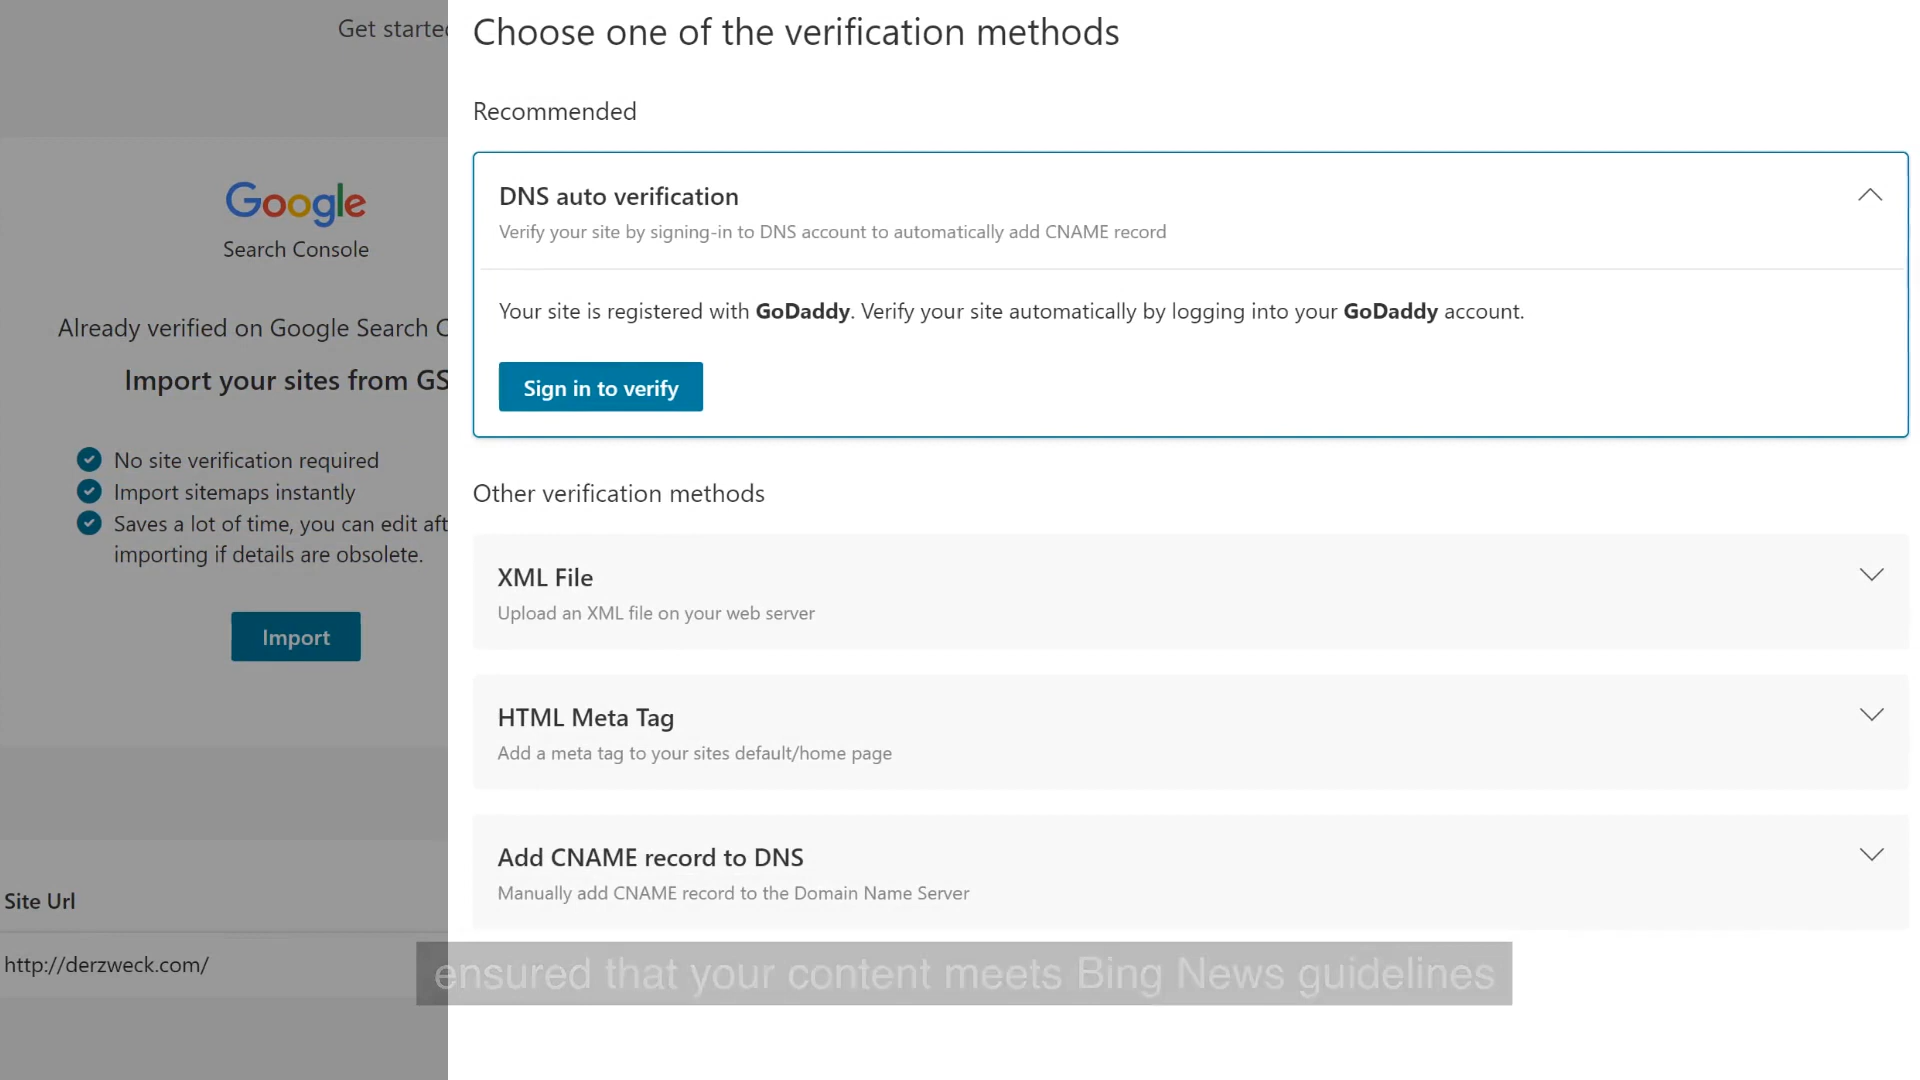 Get started
Google
Search Console
Already verified on Google Search C
Import your sites from GS
No site verification required
Import sitemaps instantly
Saves a lot of time, you can edit aft
importing if details are obsolete.
Import
Site Url
http://derzweck.com/
Choose one of the verification methods
Recommended
DNS auto verification
Verify your site by signing-in to DNS account to automatically add CNAME record
Your site is registered with GoDaddy. Verify your site automatically by logging into your GoDaddy account.
Sign in to verify
Other verification methods
XML File
Upload an XML file on your web server
HTML Meta Tag
Add a meta tag to your sites default/home page
Add CNAME record to DNS
Manually add CNAME record to the Domain Name Server
ensured that your content meets Bing News guidelines